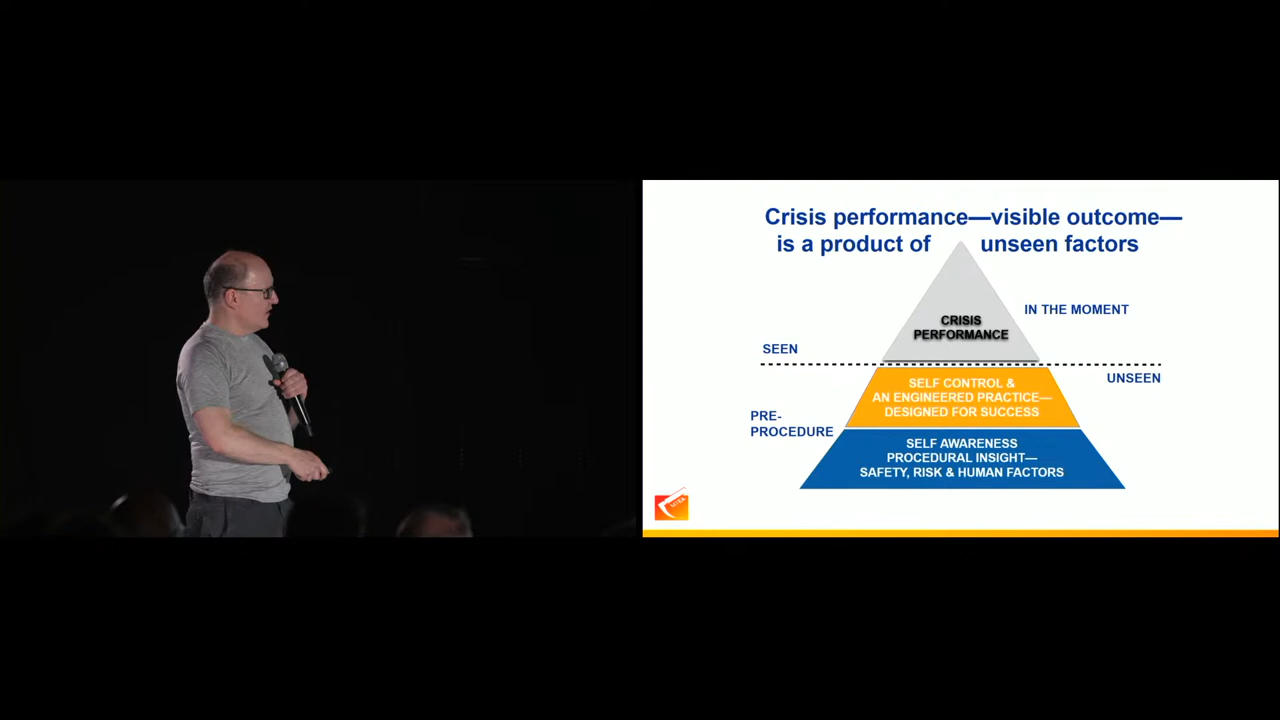 Crisis performance—visible outcome—
is a product of unseen factors
IN THE MOMENT
CRISIS
PERFORMANCE
SEEN
UNSEEN
SELF CONTROL &
AN ENGINEERED PRACTICE—
DESIGNED FOR SUCCESS
PRE-
PROCEDURE
SELF AWARENESS
PROCEDURAL INSIGHT—
SAFETY, RISK & HUMAN FACTORS